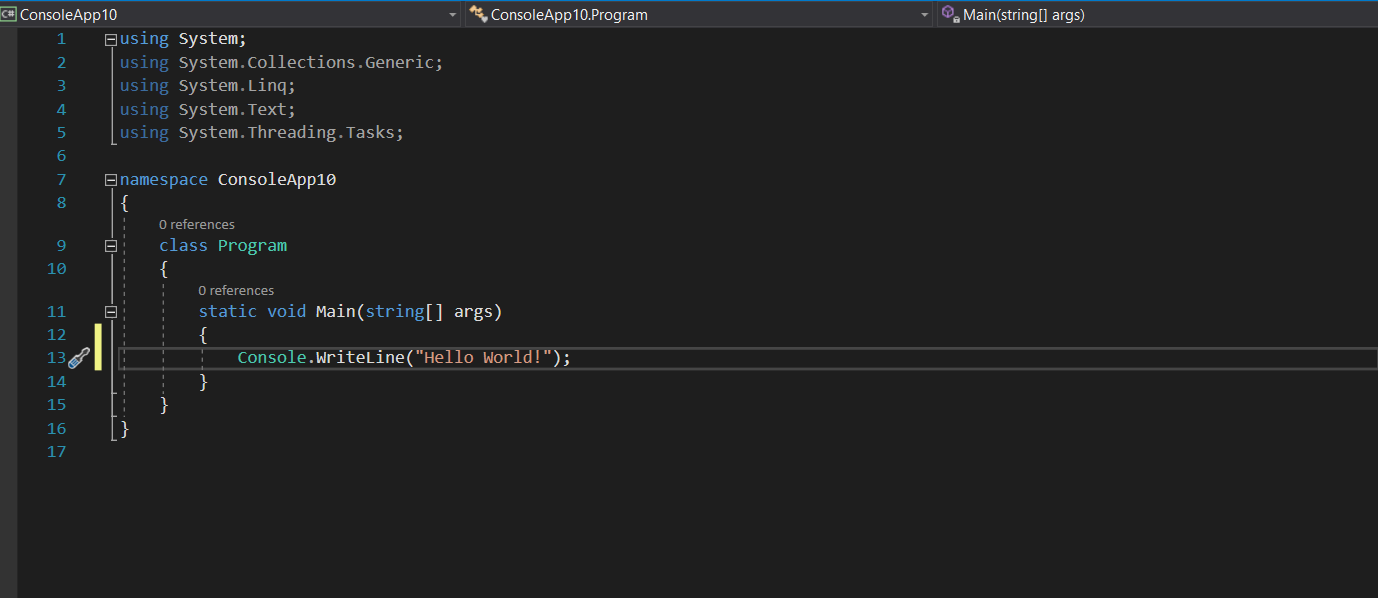 C# ConsoleApp10 ConsoleApp10.Program Main(string[] args)
1 using System;
2 using System.Collections.Generic;
3 using System.Linq;
4 using System.Text;
5 using System.Threading.Tasks;
6
7 namespace ConsoleApp10
8 {
0 references
9 class Program
10 {
0 references
11 static void Main(string[] args)
12 {
13 Console.WriteLine("Hello World!");
14 }
15 }
16 }
17